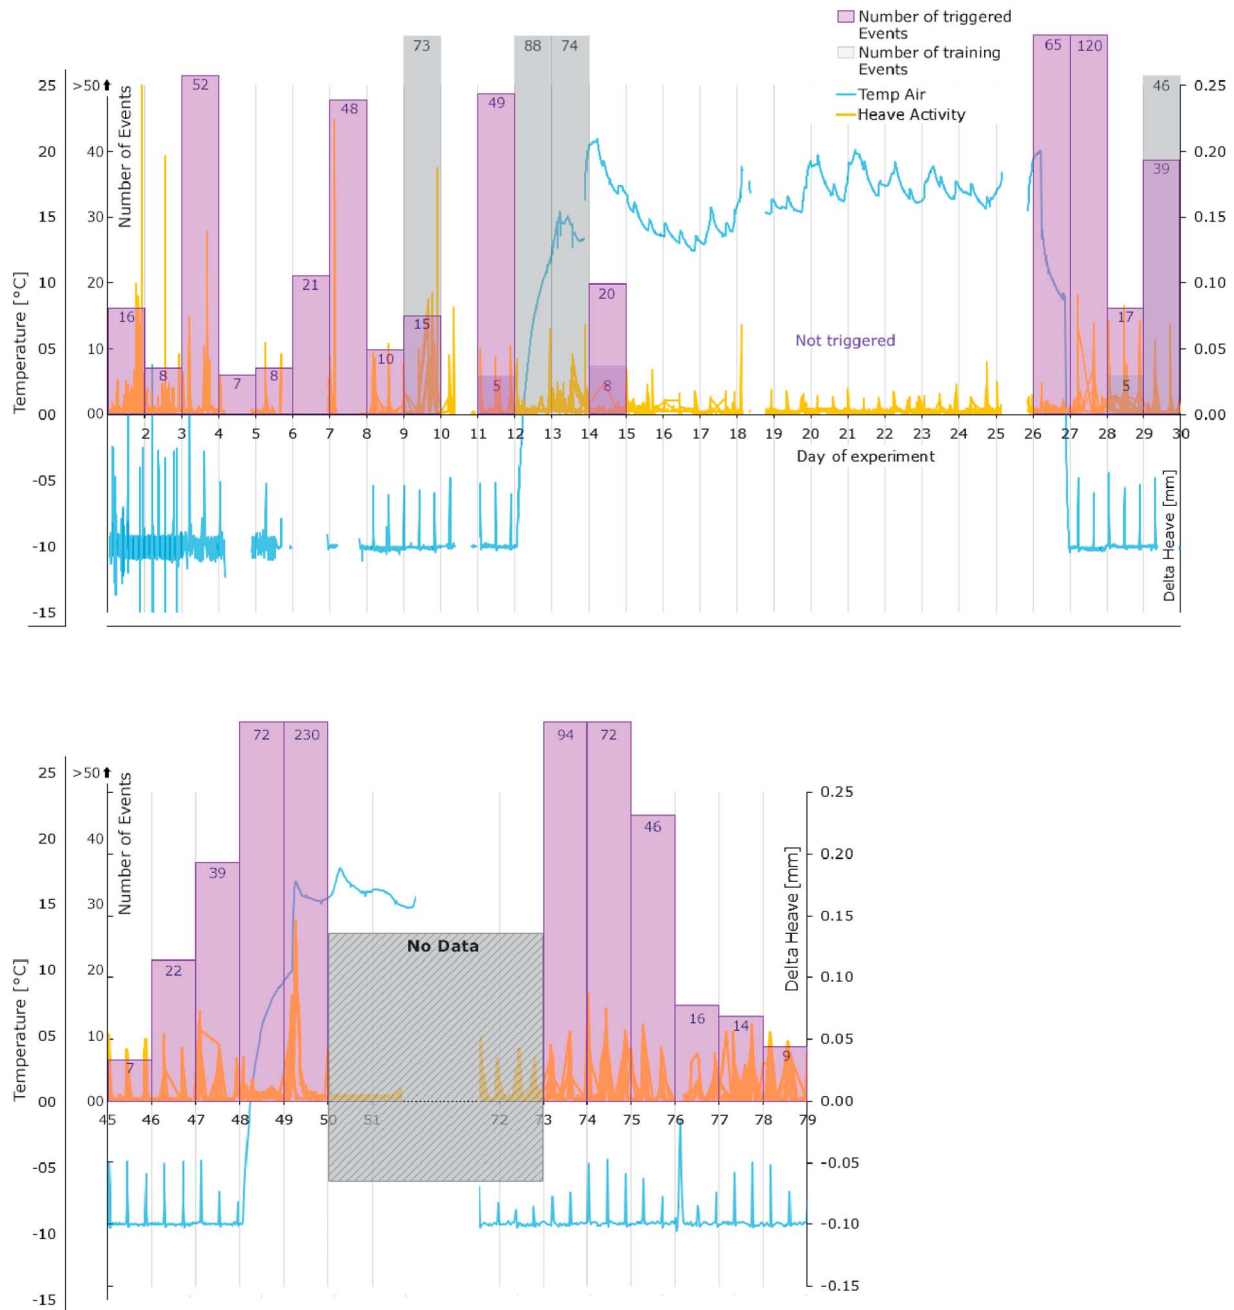 Number of triggered
Events
Number of training
Events
Temp Air
Heave Activity
73
88 74
65 120
46
25 >50 52 0.25
49
48
20 40 0.20
39
15 30 0.15
21
20
10 20 0.10
16 15 17
Not triggered
05 10 10 0.05
8 7 8 5 8 5
00 00 0.00
2 3 4 5 6 7 8 9 10 11 12 13 14 15 16 17 18 19 20 21 22 23 24 25 26 27 28 29 30
Day of experiment
-05
-10
-15
Temperature [°C]
Number of Events
Delta Heave [mm]
72 230 94 72
25 >50 0.25
46
20 40 0.20
39
15 30 0.15
No Data
22
10 20 0.10
16 14
05 10 0.05
7 9
00 00 0.00
45 46 47 48 49 50 51 72 73 74 75 76 77 78 79
-05 -0.05
-10 -0.10
-15 -0.15
Temperature [°C]
Number of Events
Delta Heave [mm]